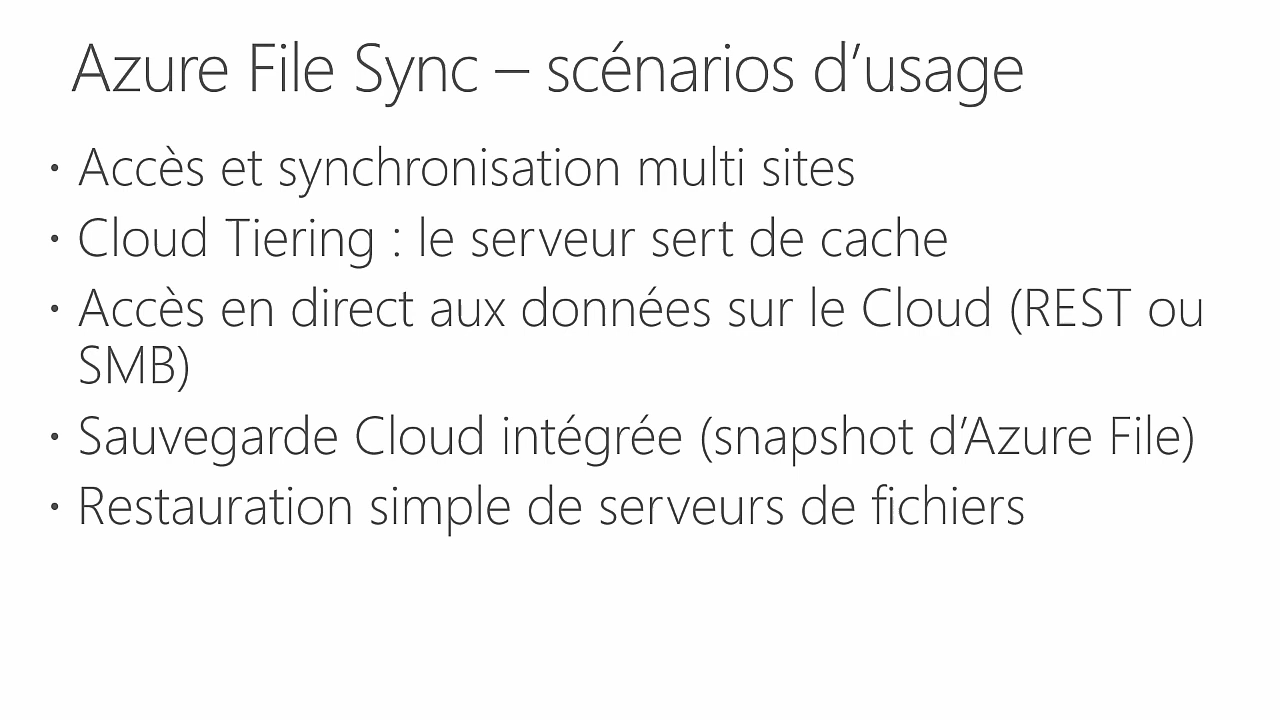 Azure File Sync – scénarios d’usage
• Accès et synchronisation multi sites
• Cloud Tiering : le serveur sert de cache
• Accès en direct aux données sur le Cloud (REST ou
SMB)
• Sauvegarde Cloud intégrée (snapshot d’Azure File)
• Restauration simple de serveurs de fichiers